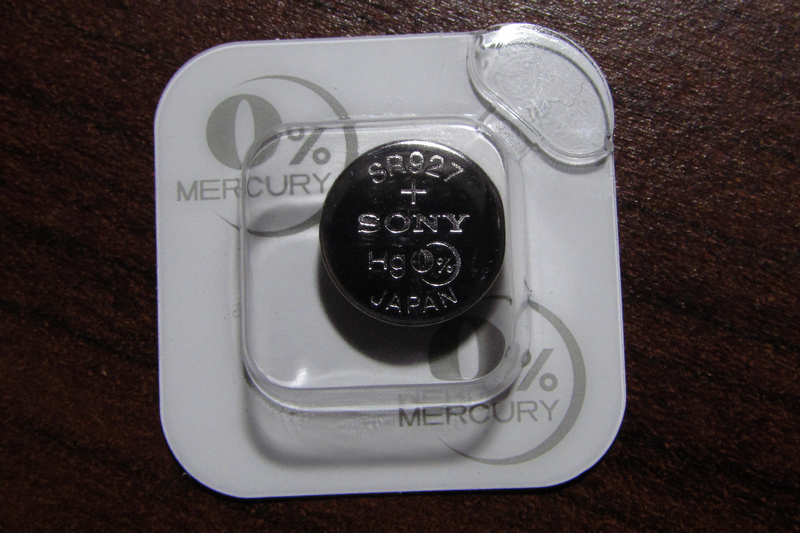 0%
MERCURY
SR927
+
SONY
Hg 0%
JAPAN
0%
MERCURY